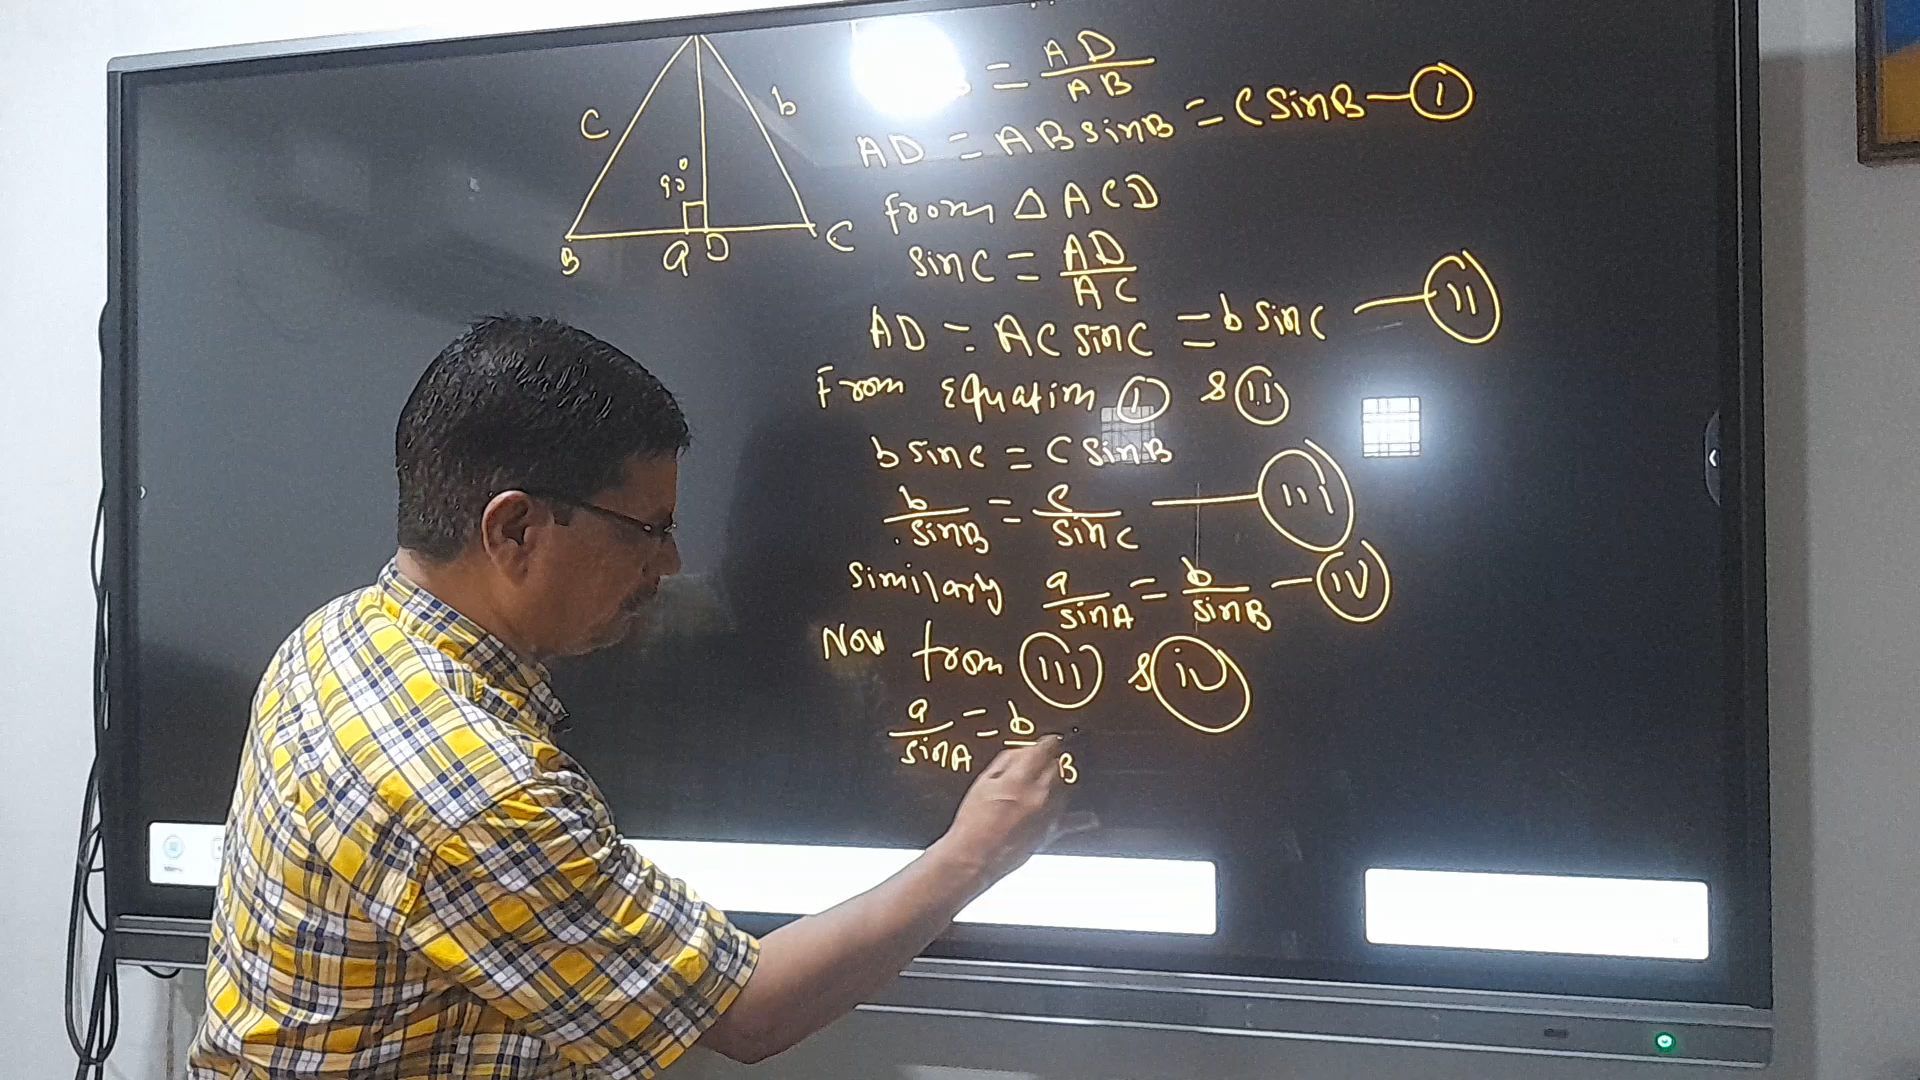 c
b
90°
B
a D
C
= AD/AB
AD = AB sinB = c sinB — (I)
from △ACD
sinC = AD/AC
AD = AC sinC = b sinC — (II)
From Equation (I) & (II)
b sinC = c sinB
b/sinB = c/sinC — (III)
Similary a/sinA = b/sinB — (IV)
Now from (III) & (IV)
a/sinA = b/ B